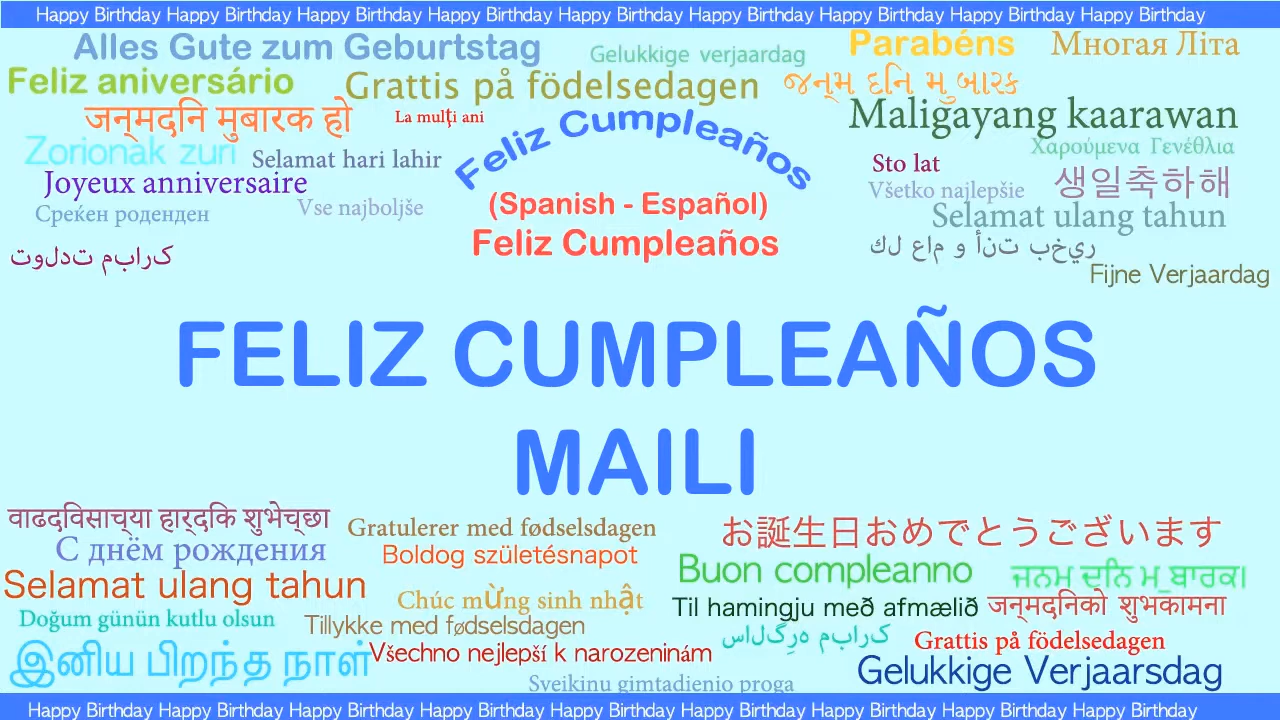 Happy Birthday Happy Birthday Happy Birthday Happy Birthday Happy Birthday Happy Birthday Happy Birthday Happy Birthday Happy Birthday
Alles Gute zum Geburtstag
Gelukkige verjaardag
Parabéns
Многая Літа
Feliz aniversário
Grattis på födelsedagen
જન્મ દનિ મુબારક
जन्मदनि मुबारक हो
La mulţi ani
Feliz Cumpleaños
Maligayang kaarawan
Zorionak zuri
Selamat hari lahir
Sto lat
Χαρούμενα Γενέθλια
Joyeux anniversaire
(Spanish - Español)
Všetko najlepšie
생일축하해
Среќен роденден
Vse najboljše
Feliz Cumpleaños
Selamat ulang tahun
تولدت مبارک
كل عام و أنت بخير
Fijne Verjaardag
FELIZ CUMPLEAÑOS
MAILI
वाढदविसाच्या हार्दकि शुभेच्छा
Gratulerer med fødselsdagen
お誕生日おめでとうございます
С днём рождения
Boldog születésnapot
Buon compleanno
ਜਨਮ ਦਨਿ ਮੁਬਾਰਕ।
Selamat ulang tahun
Chúc mừng sinh nhật
Til hamingju með afmælið
जन्मदनिको शुभकामना
Doğum günün kutlu olsun
Tillykke med fødselsdagen
سالگرہ مبارک
Grattis på födelsedagen
இனிய பிறந்த நாள்
Všechno nejlepší k narozeninám
Gelukkige Verjaarsdag
Sveikinu gimtadienio proga
Happy Birthday Happy Birthday Happy Birthday Happy Birthday Happy Birthday Happy Birthday Happy Birthday Happy Birthday Happy Birthday